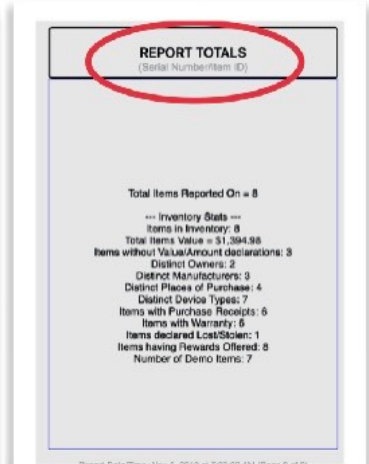 REPORT TOTALS
(Serial Number/Item ID)
Total Items Reported On = 8
--- Inventory Stats ---
Items in Inventory: 8
Total Items Value = $1,394.98
Items without Value/Amount declarations: 3
Distinct Owners: 2
Distinct Manufacturers: 3
Distinct Places of Purchase: 4
Distinct Device Types: 7
Items with Purchase Receipts: 6
Items with Warranty: 6
Items declared Lost/Stolen: 1
Items having Rewards Offered: 8
Number of Demo Items: 7